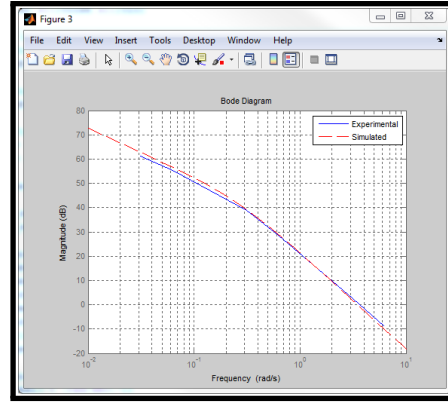 Figure 3
File Edit View Insert Tools Desktop Window Help
Bode Diagram
Experimental
Simulated
80
70
60
50
40
30
20
10
0
-10
-20
Magnitude (dB)
10^-2
10^-1
10^0
10^1
Frequency (rad/s)